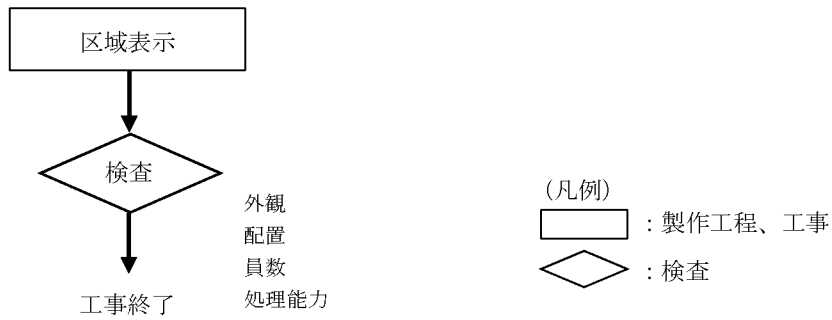 区域表示
検査
外観
配置
員数
処理能力
工事終了
(凡例)
：製作工程、工事
：検査